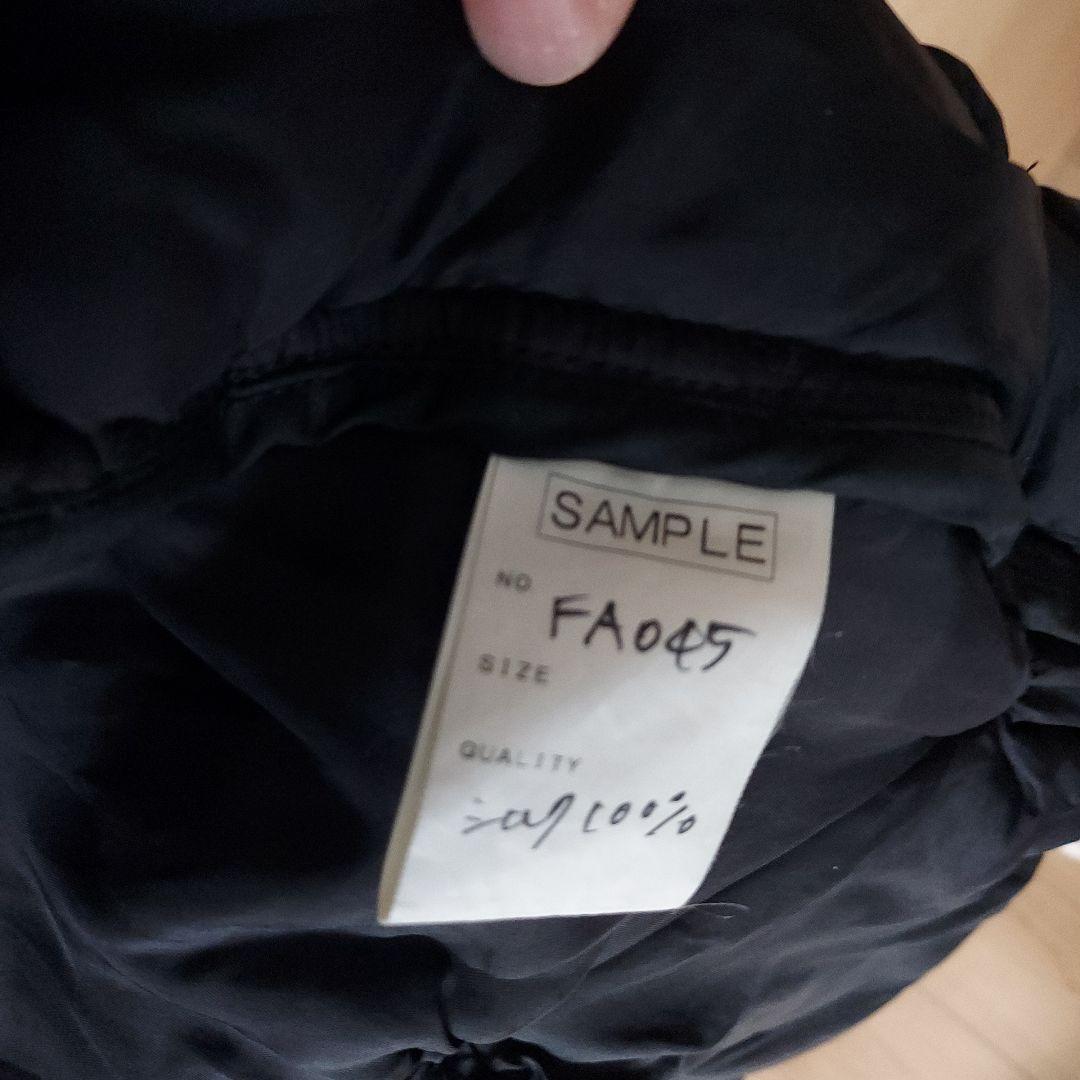 SAMPLE
NO
FA045
SIZE
QUALITY
シルク100%